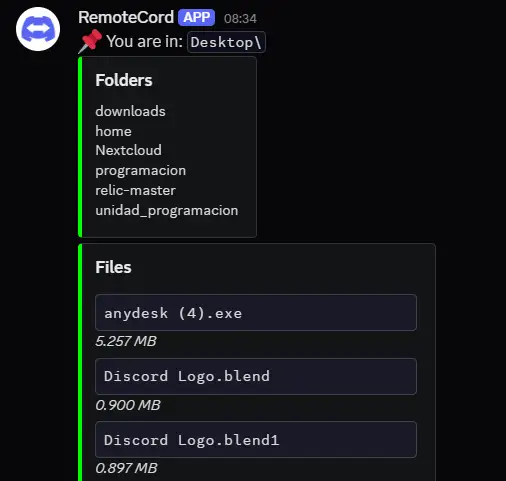 RemoteCord APP 08:34
📌 You are in: Desktop\
Folders
downloads
home
Nextcloud
programacion
relic-master
unidad_programacion
Files
anydesk (4).exe
5.257 MB
Discord Logo.blend
0.900 MB
Discord Logo.blend1
0.897 MB